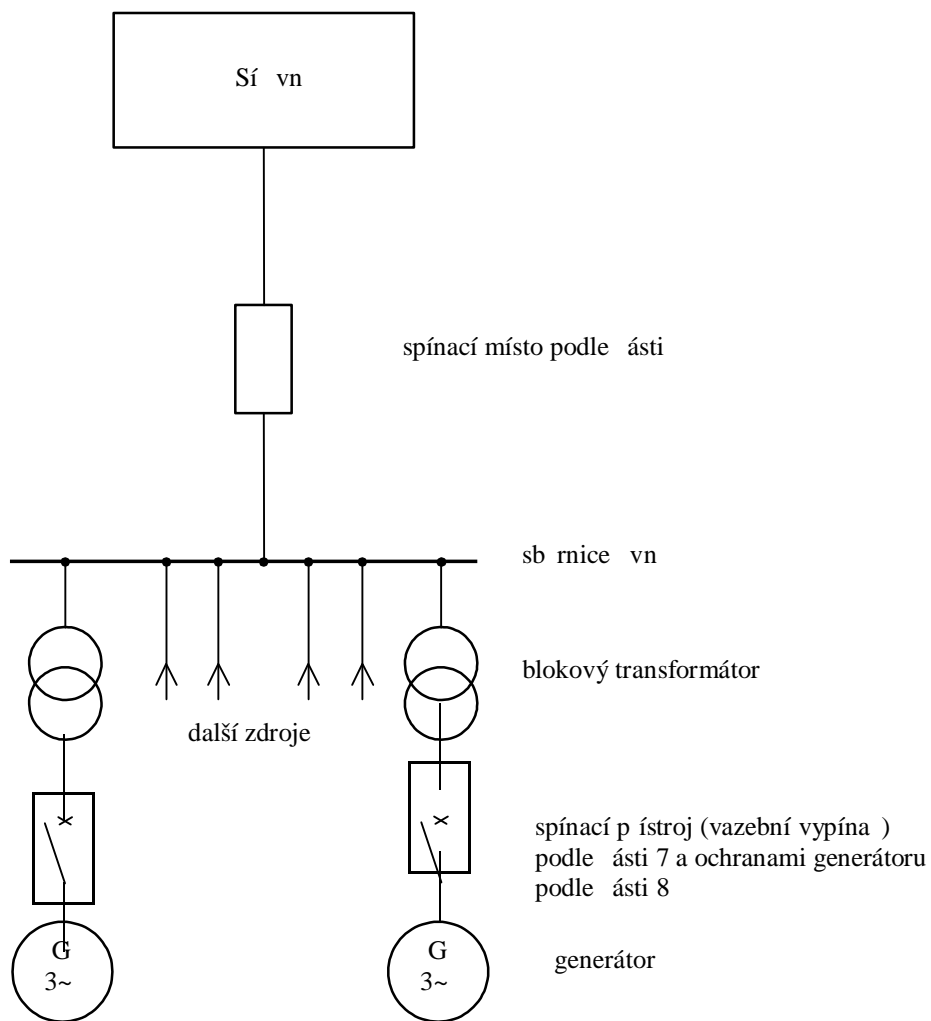 Sí vn
spínací místo podle ásti
sb rnice vn
blokový transformátor
další zdroje
spínací p ístroj (vazební vypína )
podle ásti 7 a ochranami generátoru
podle ásti 8
G
3~
G
3~
generátor